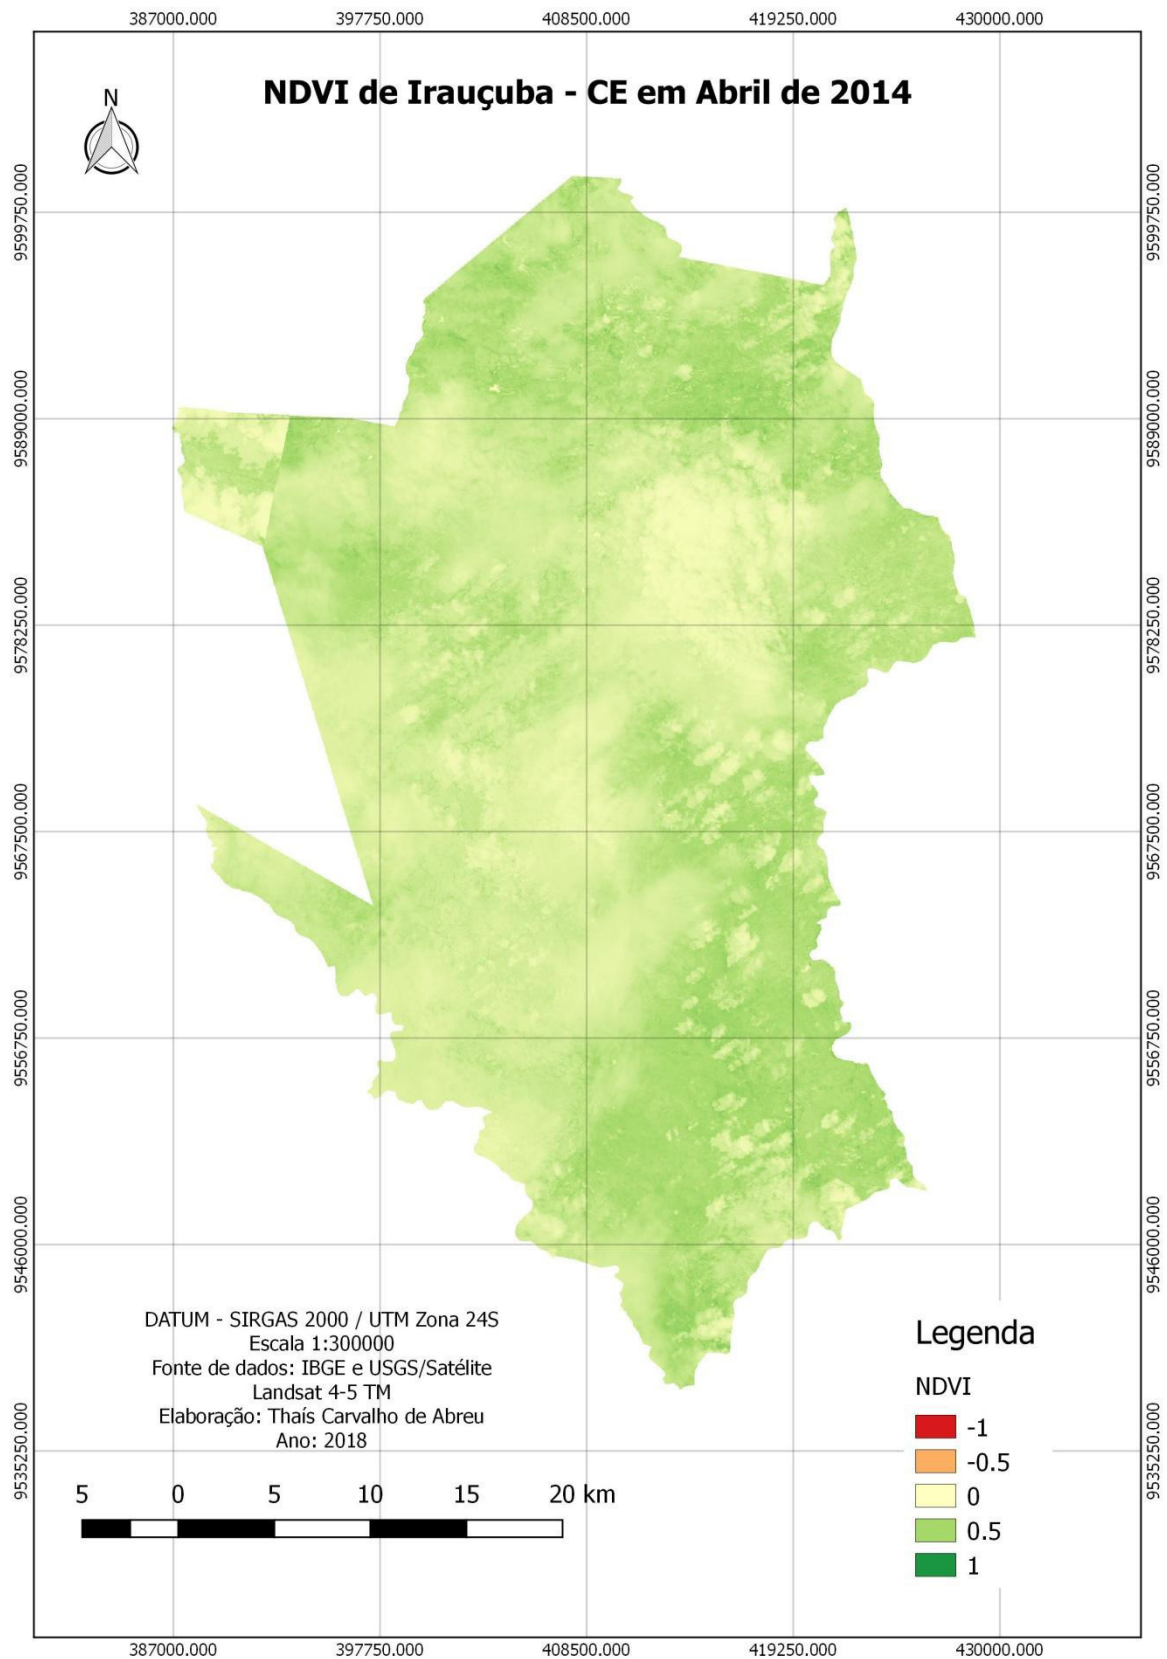 387000.000 397750.000 408500.000 419250.000 430000.000
NDVI de Irauçuba - CE em Abril de 2014
N
9599750.000 9599750.000
9589000.000 9589000.000
9578250.000 9578250.000
9567500.000 9567500.000
9556750.000 9556750.000
9546000.000 9546000.000
9535250.000 9535250.000
DATUM - SIRGAS 2000 / UTM Zona 24S
Escala 1:300000
Fonte de dados: IBGE e USGS/Satélite
Landsat 4-5 TM
Elaboração: Thaís Carvalho de Abreu
Ano: 2018
5 0 5 10 15 20 km
Legenda
NDVI
-1
-0.5
0
0.5
1
387000.000 397750.000 408500.000 419250.000 430000.000